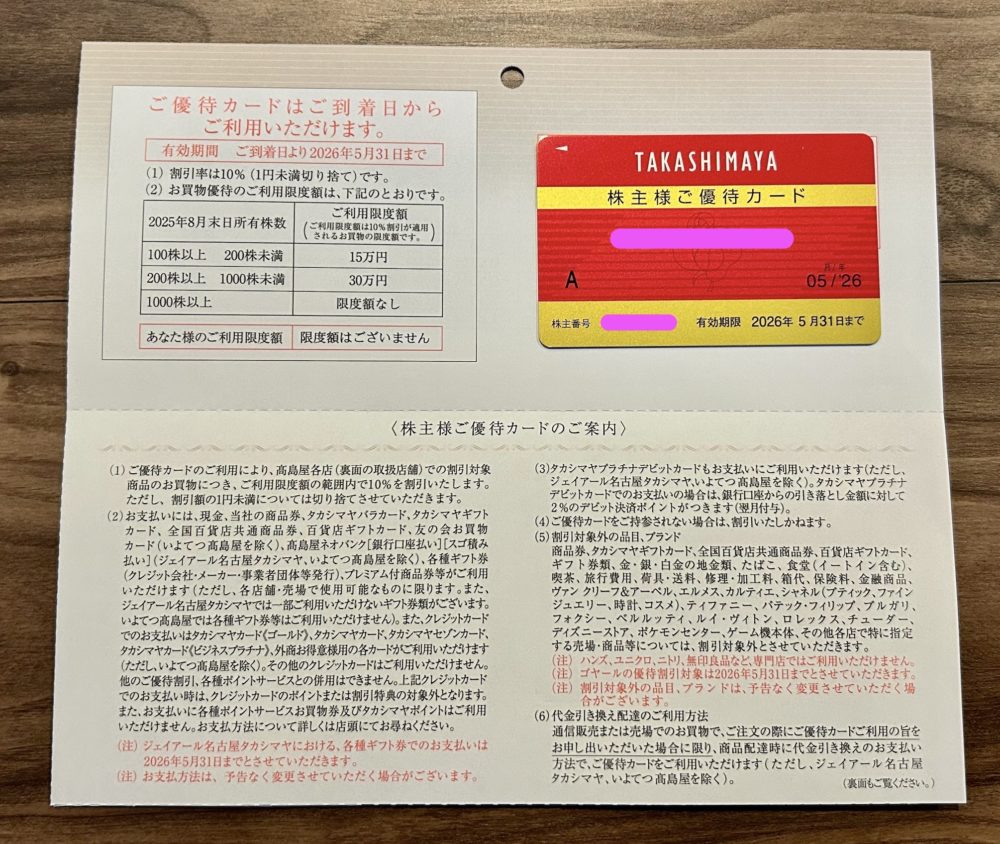 ご優待カードはご到着日から
ご利用いただけます。
有効期間 ご到着日より2026年5月31日まで
(1) 割引率は10%(1円未満切り捨て)です。
(2) お買物優待のご利用限度額は、下記のとおりです。
2025年8月末日所有株数
ご利用限度額
(ご利用限度額は10%割引が適用
されるお買物の限度額です。)
100株以上 200株未満 15万円
200株以上 1000株未満 30万円
1000株以上 限度額なし
あなた様のご利用限度額 限度額はございません
TAKASHIMAYA
株主様ご優待カード
A
月/年
05/'26
株主番号
有効期限 2026年 5月31日まで
〈株主様ご優待カードのご案内〉
(1)ご優待カードのご利用により、髙島屋各店(裏面の取扱店舗)での割引対象
商品のお買物につき、ご利用限度額の範囲内で10%を割引いたします。
ただし、割引額の1円未満については切り捨てさせていただきます。
(2)お支払いには、現金、当社の商品券、タカシマヤバラカード、タカシマヤギフト
カード、全国百貨店共通商品券、百貨店ギフトカード、友の会お買物
カード(いよてつ髙島屋を除く)、髙島屋ネオバンク[銀行口座払い][スゴ積み
払い](ジェイアール名古屋タカシマヤ、いよてつ髙島屋を除く)、各種ギフト券
(クレジット会社・メーカー・事業者団体等発行)、プレミアム付商品券等がご利用
いただけます(ただし、各店舗・売場で使用可能なものに限ります。また、
ジェイアール名古屋タカシマヤでは一部ご利用いただけないギフト券類がございます。
いよてつ髙島屋では各種ギフト券等はご利用いただけません)。また、クレジットカード
でのお支払いはタカシマヤカード《ゴールド》、タカシマヤカード、タカシマヤセゾンカード、
タカシマヤカード《ビジネスプラチナ》、外商お得意様用の各カードがご利用いただけます
(ただし、いよてつ髙島屋を除く)。その他のクレジットカードはご利用いただけません。
他のご優待割引、各種ポイントサービスとの併用はできません。上記クレジットカード
でのお支払い時は、クレジットカードのポイントまたは割引特典の対象外となります。
また、お支払いに各種ポイントサービスお買物券及びタカシマヤポイントはご利用
いただけません。お支払方法について詳しくは店頭にてお尋ねください。
(注) ジェイアール名古屋タカシマヤにおける、各種ギフト券でのお支払いは
2026年5月31日までとさせていただきます。
(注) お支払方法は、予告なく変更させていただく場合がございます。
(3)タカシマヤプラチナデビットカードもお支払いにご利用いただけます(ただし、
ジェイアール名古屋タカシマヤ、いよてつ髙島屋を除く)。タカシマヤプラチナ
デビットカードでのお支払いの場合は、銀行口座からの引き落とし金額に対して
2%のデビット決済ポイントがつきます(翌月付与)。
(4)ご優待カードをご持参されない場合は、割引いたしかねます。
(5)割引対象外の品目、ブランド
商品券、タカシマヤギフトカード、全国百貨店共通商品券、百貨店ギフトカード、
ギフト券類、金・銀・白金の地金類、たばこ、食堂(イートイン含む)、
喫茶、旅行費用、荷具・送料、修理・加工料、箱代、保険料、金融商品、
ヴァン クリーフ&アーペル、エルメス、カルティエ、シャネル(ブティック、ファイン
ジュエリー、時計、コスメ)、ティファニー、パテック・フィリップ、ブルガリ、
フォクシー、ベルルッティ、ルイ・ヴィトン、ロレックス、チューダー、
ディズニーストア、ポケモンセンター、ゲーム機本体、その他各店で特に指定
する売場・商品等については、割引対象外とさせていただきます。
(注) ハンズ、ユニクロ、ニトリ、無印良品など、専門店ではご利用いただけません。
(注) ゴヤールの優待割引対象は2026年5月31日までとさせていただきます。
(注) 割引対象外の品目、ブランドは、予告なく変更させていただく場
合がございます。
(6)代金引き換え配達のご利用方法
通信販売または売場でのお買物で、ご注文の際にご優待カードご利用の旨を
お申し出いただいた場合に限り、商品配達時に代金引き換えのお支払い
方法で、ご優待カードをご利用いただけます(ただし、ジェイアール名古屋
タカシマヤ、いよてつ髙島屋を除く)。
(裏面もご覧ください。)